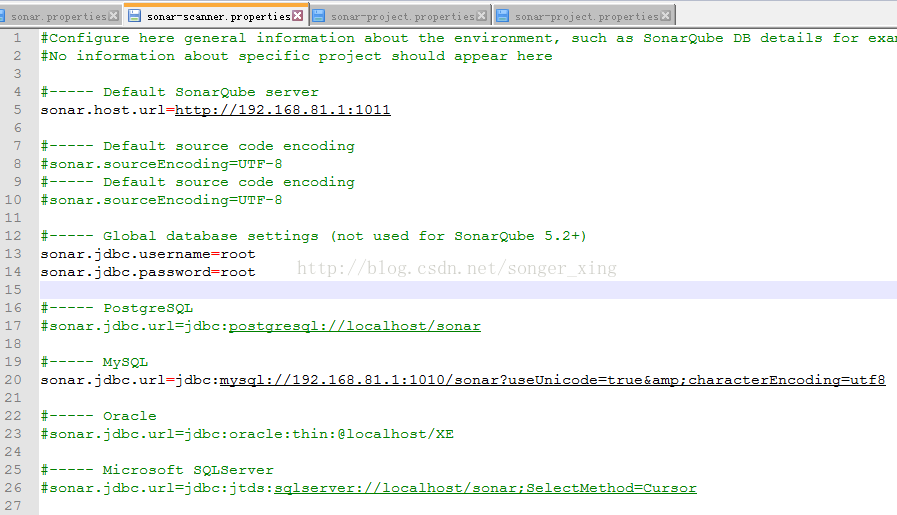 sonar.properties sonar-scanner.properties sonar-project.properties sonar-project.properties
1 #Configure here general information about the environment, such as SonarQube DB details for exa
2 #No information about specific project should appear here
3
4 #----- Default SonarQube server
5 sonar.host.url=http://192.168.81.1:1011
6
7 #----- Default source code encoding
8 #sonar.sourceEncoding=UTF-8
9 #----- Default source code encoding
10 #sonar.sourceEncoding=UTF-8
11
12 #----- Global database settings (not used for SonarQube 5.2+)
13 sonar.jdbc.username=root
14 sonar.jdbc.password=root
http://blog.csdn.net/songer_xing
15
16 #----- PostgreSQL
17 #sonar.jdbc.url=jdbc:postgresql://localhost/sonar
18
19 #----- MySQL
20 sonar.jdbc.url=jdbc:mysql://192.168.81.1:1010/sonar?useUnicode=true&amp;characterEncoding=utf8
21
22 #----- Oracle
23 #sonar.jdbc.url=jdbc:oracle:thin:@localhost/XE
24
25 #----- Microsoft SQLServer
26 #sonar.jdbc.url=jdbc:jtds:sqlserver://localhost/sonar;SelectMethod=Cursor
27